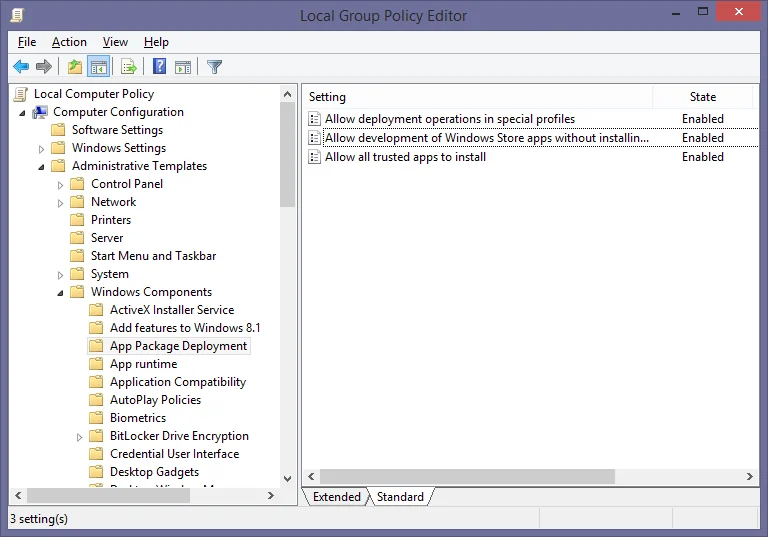 Local Group Policy Editor
File Action View Help
Local Computer Policy
Computer Configuration
Software Settings
Windows Settings
Administrative Templates
Control Panel
Network
Printers
Server
Start Menu and Taskbar
System
Windows Components
ActiveX Installer Service
Add features to Windows 8.1
App Package Deployment
App runtime
Application Compatibility
AutoPlay Policies
Biometrics
BitLocker Drive Encryption
Credential User Interface
Desktop Gadgets
Setting State
Allow deployment operations in special profiles Enabled
Allow development of Windows Store apps without installin... Enabled
Allow all trusted apps to install Enabled
Extended Standard
3 setting(s)